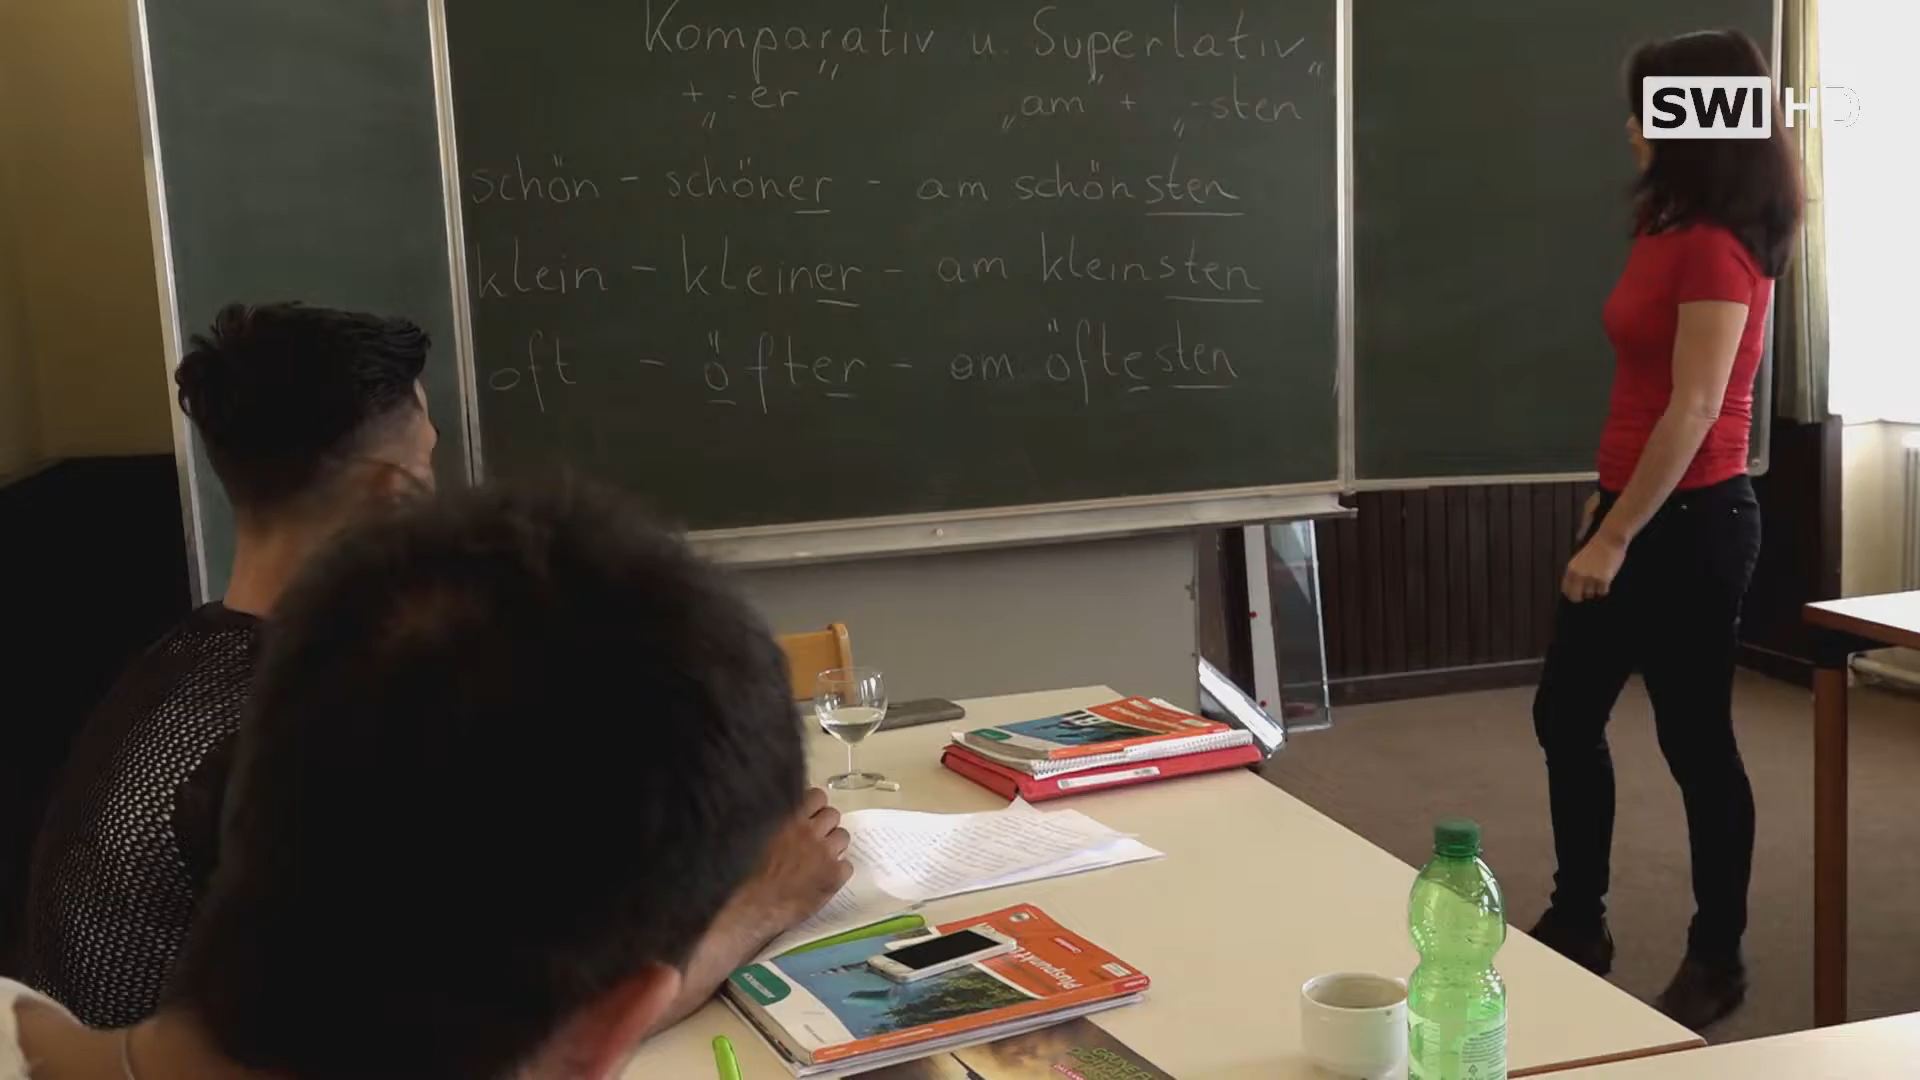 Komparativ u. Superlativ
+ „-er" „am" + „-sten"
SWI HD
schön - schöner - am schönsten
klein - kleiner - am kleinsten
oft - öfter - am öftesten
Pluspunkt